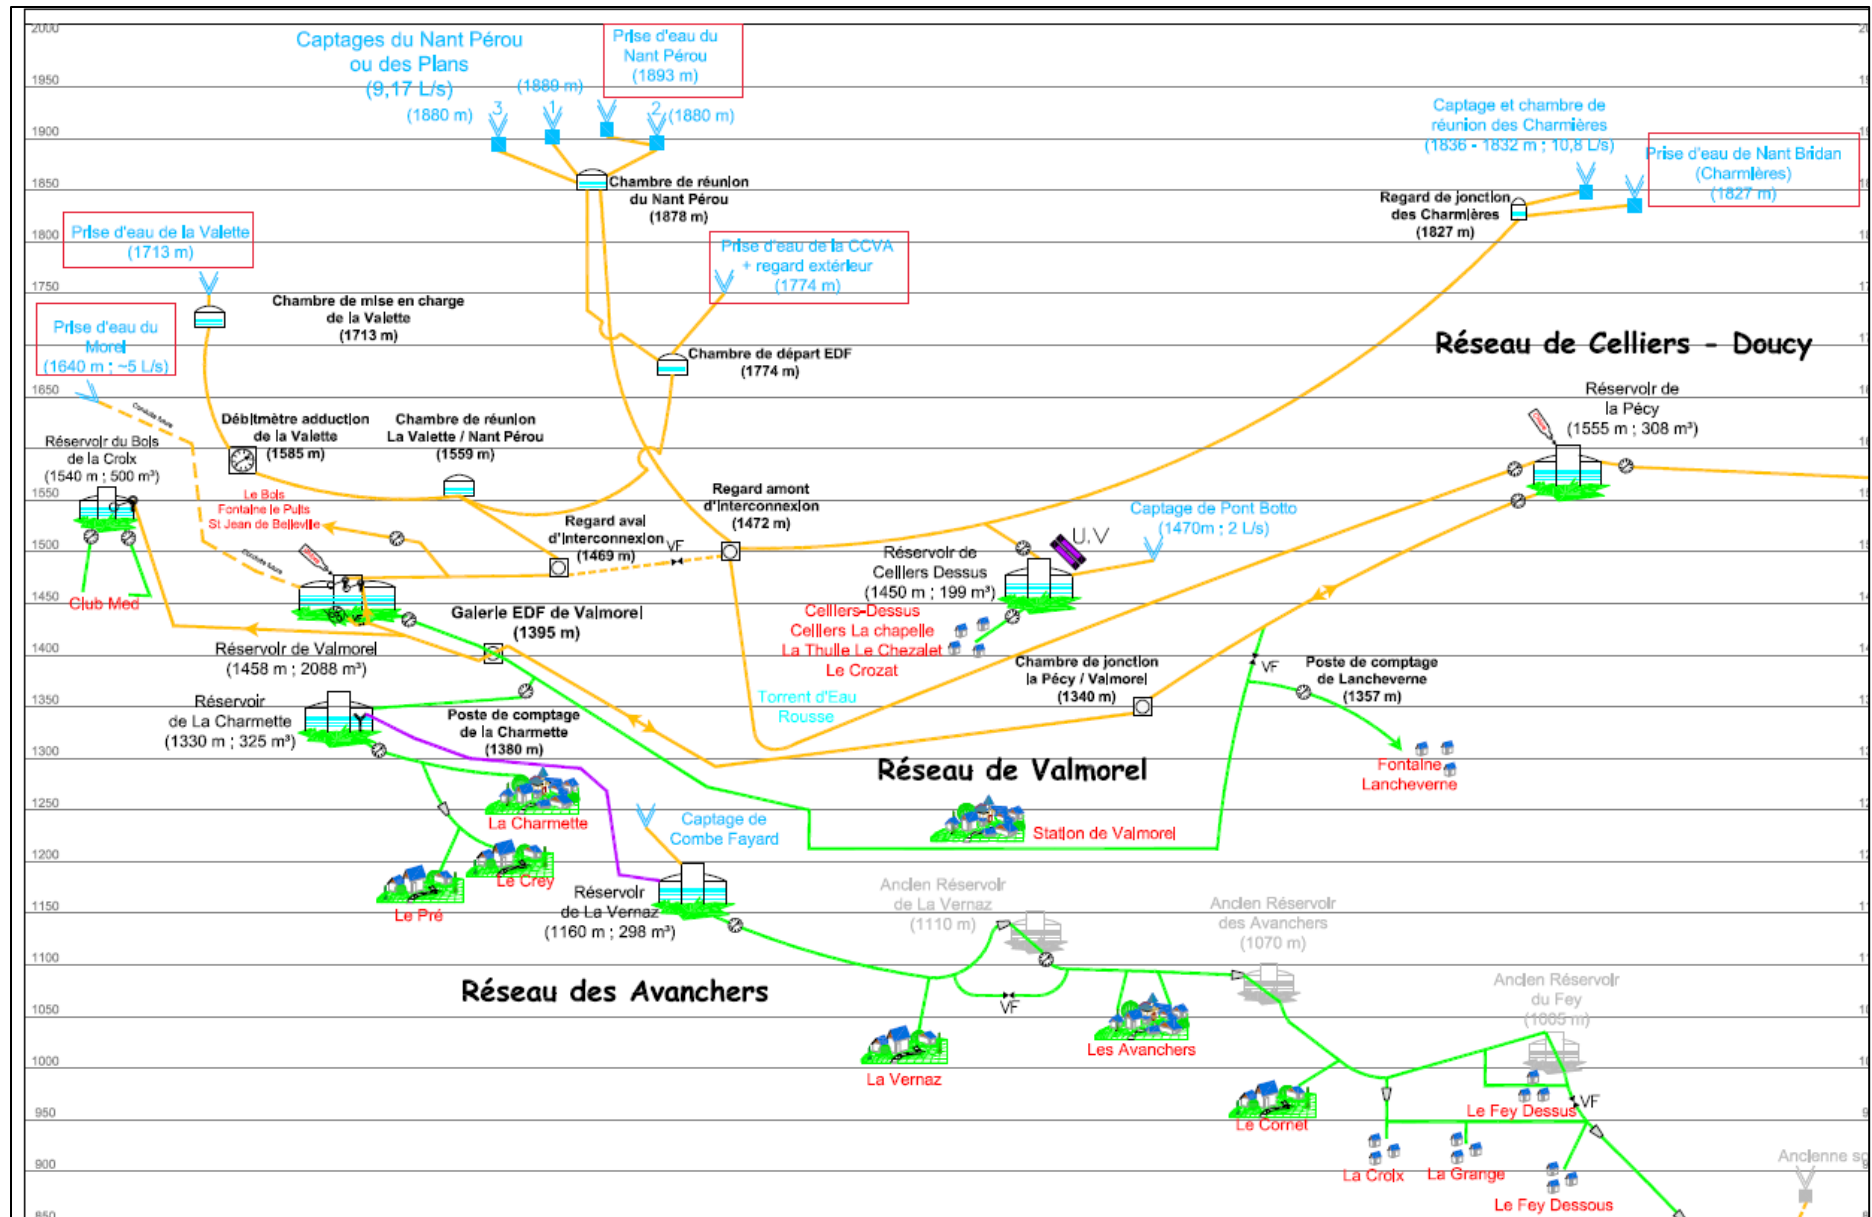 2000
1950
1900
1850
1800
1750
1700
1650
1600
1550
1500
1450
1400
1350
1300
1250
1200
1150
1100
1050
1000
950
900
850
Captages du Nant Pérou
ou des Plans
(9,17 L/s)
(1880 m)
3
(1889 m)
1
Prise d'eau du
Nant Pérou
(1893 m)
2
(1880 m)
Chambre de réunion
du Nant Pérou
(1878 m)
Captage et chambre de
réunion des Charmières
(1836 - 1832 m ; 10,8 L/s)
Prise d'eau de Nant Bridan
(Charmières)
(1827 m)
Regard de jonction
des Charmières
(1827 m)
Prise d'eau de la Valette
(1713 m)
Chambre de mise en charge
de la Valette
(1713 m)
Prise d'eau de la CCVA
+ regard extérieur
(1774 m)
Chambre de départ EDF
(1774 m)
Prise d'eau du
Morel
(1640 m ; ~5 L/s)
Conduite future
Réseau de Celliers - Doucy
Réservoir de
la Pécy
(1555 m ; 308 m³)
Débitmètre adduction
de la Valette
(1585 m)
Chambre de réunion
La Valette / Nant Pérou
(1559 m)
Réservoir du Bois
de la Croix
(1540 m ; 500 m³)
Le Bois
Fontaine le Puits
St Jean de Belleville
Regard amont
d'interconnexion
(1472 m)
Regard aval
d'interconnexion
(1469 m)
VF
Captage de Pont Botto
(1470m ; 2 L/s)
U.V
Réservoir de
Celliers Dessus
(1450 m ; 199 m³)
Conduite future
Club Med
VF
Réservoir de Valmorel
(1458 m ; 2088 m³)
Galerie EDF de Valmorel
(1395 m)
Celliers-Dessus
Celliers La chapelle
La Thulle Le Chezalet
Le Crozat
Chambre de jonction
la Pécy / Valmorel
(1340 m)
VF
Poste de comptage
de Lancheverne
(1357 m)
Réservoir
de La Charmette
(1330 m ; 325 m³)
Poste de comptage
de la Charmette
(1380 m)
Torrent d'Eau
Rousse
Réseau de Valmorel
Fontaine
Lancheverne
La Charmette
Captage de
Combe Fayard
Station de Valmorel
Le Crey
Le Pré
Réservoir
de La Vernaz
(1160 m ; 298 m³)
Ancien Réservoir
de La Vernaz
(1110 m)
Ancien Réservoir
des Avanchers
(1070 m)
Réseau des Avanchers
VF
Ancien Réservoir
du Fey
(1005 m)
Les Avanchers
La Vernaz
Le Fey Dessus
VF
Le Cornet
La Croix
La Grange
Le Fey Dessous
Ancienne